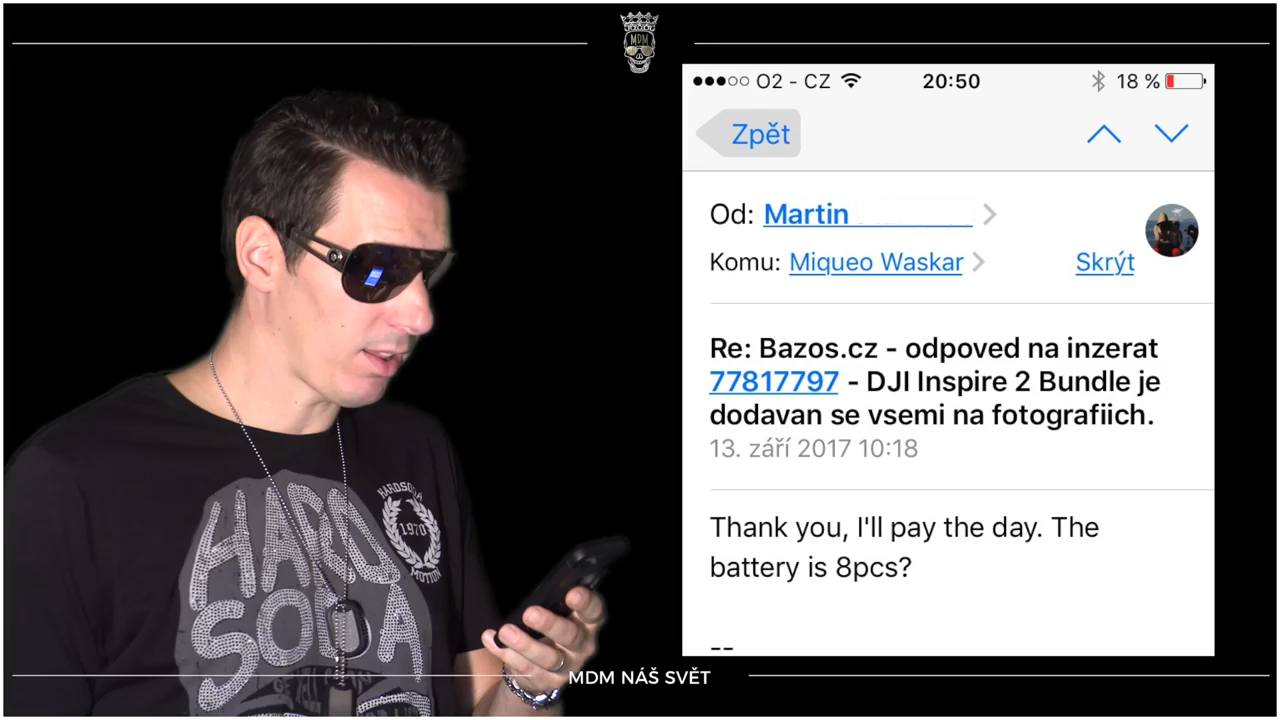 MDM
●●●○○ O2 - CZ 20:50 18 %
Zpět
Od: Martin
Komu: Miqueo Waskar Skrýt
Re: Bazos.cz - odpoved na inzerat
77817797 - DJI Inspire 2 Bundle je
dodavan se vsemi na fotografiich.
13. září 2017 10:18
Thank you, I'll pay the day. The
battery is 8pcs?
--
HARD
SODA
HARDSODA
1970
MOTION
MDM NÁŠ SVĚT